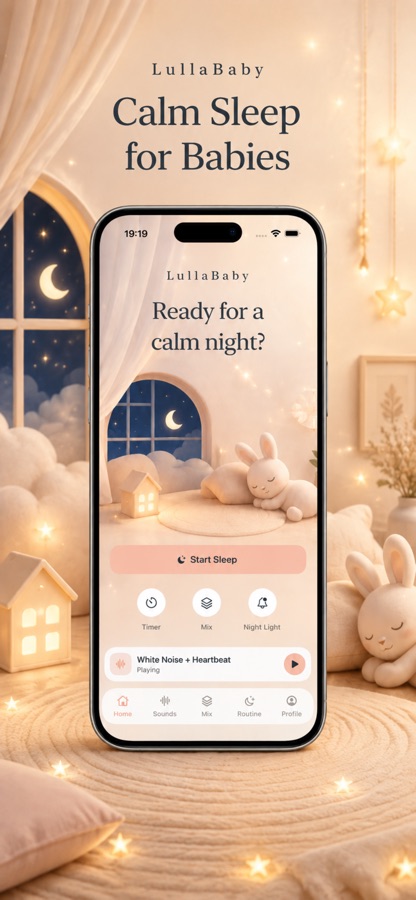 LullaBaby
Calm Sleep
for Babies
19:19
LullaBaby
Ready for a
calm night?
Start Sleep
Timer
Mix
Night Light
White Noise + Heartbeat
Playing
Home
Sounds
Mix
Routine
Profile